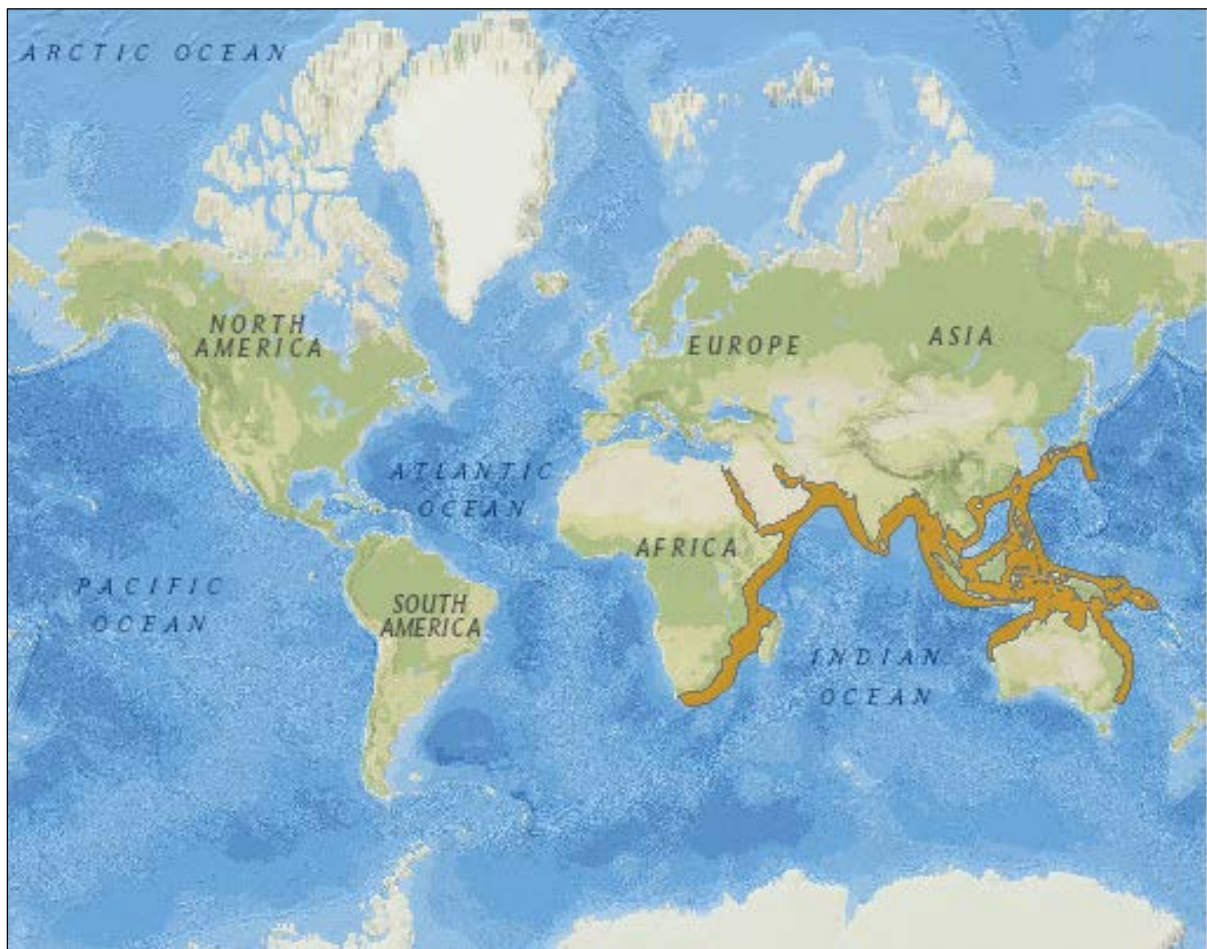 ARCTIC OCEAN
NORTH
AMERICA
EUROPE
ASIA
ATLANTIC
OCEAN
AFRICA
PACIFIC
OCEAN
SOUTH
AMERICA
INDIAN
OCEAN